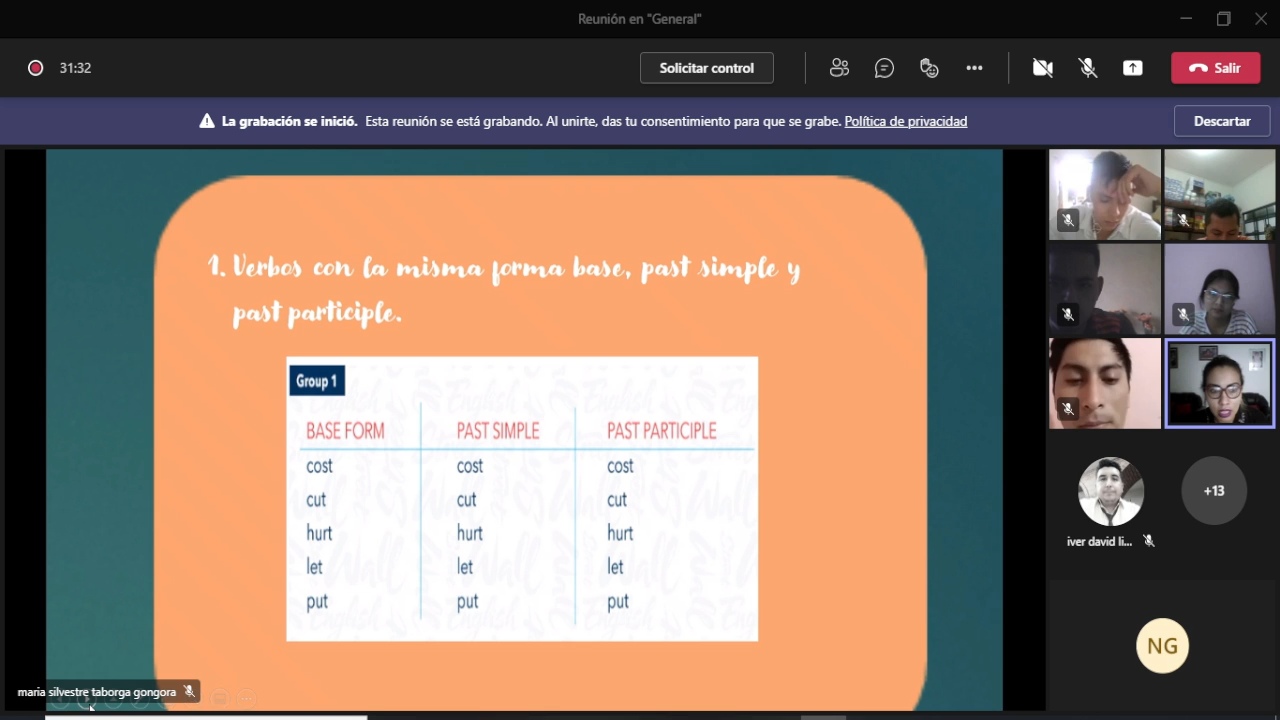 Reunión en "General"
31:32
Solicitar control
Salir
La grabación se inició. Esta reunión se está grabando. Al unirte, das tu consentimiento para que se grabe. Política de privacidad
Descartar
1. Verbos con la misma forma base, past simple y
past participle.
Group 1
BASE FORM PAST SIMPLE PAST PARTICIPLE
cost cost cost
cut cut cut
hurt hurt hurt
let let let
put put put
+13
iver david li...
NG
maria silvestre taborga gongora